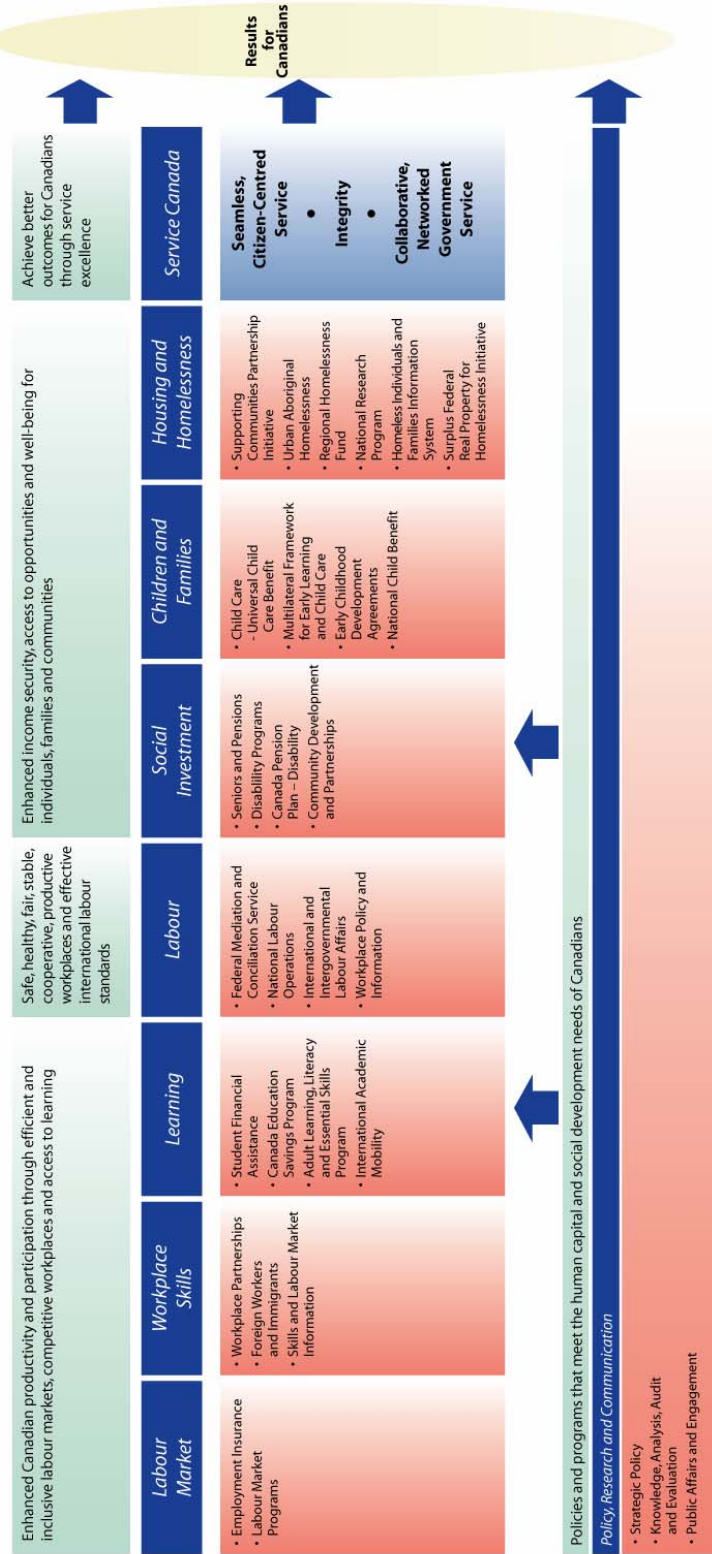 Enhanced Canadian productivity and participation through efficient and
inclusive labour markets, competitive workplaces and access to learning
Safe, healthy, fair, stable,
cooperative, productive
workplaces and effective
international labour
standards
Enhanced income security, access to opportunities and well-being for
individuals, families and communities
Achieve better
outcomes for Canadians
through service
excellence
Labour
Market
Workplace
Skills
Learning
Labour
Social
Investment
Children and
Families
Housing and
Homelessness
Service Canada
• Employment Insurance
• Labour Market
Programs
• Workplace Partnerships
• Foreign Workers
and Immigrants
• Skills and Labour Market
Information
• Student Financial
Assistance
• Canada Education
Savings Program
• Adult Learning, Literacy
and Essential Skills
Program
• International Academic
Mobility
• Federal Mediation and
Conciliation Service
• National Labour
Operations
• International and
Intergovernmental
Labour Affairs
• Workplace Policy and
Information
• Seniors and Pensions
• Disablility Programs
• Canada Pension
Plan – Disability
• Community Development
and Partnerships
• Child Care
- Universal Child
Care Benefit
• Multilateral Framework
for Early Learning
and Child Care
• Early Childhood
Development
Agreements
• National Child Benefit
• Supporting
Communities Partnership
Initiative
• Urban Aboriginal
Homelessness
• Regional Homelessness
Fund
• National Research
Program
• Homeless Individuals and
Families Information
System
• Surplus Federal
Real Property for
Homelessness Initiative
Seamless,
Citizen-Centred
Service
•
Integrity
•
Collaborative,
Networked
Government
Service
Results
for
Canadians
Policies and programs that meet the human capital and social development needs of Canadians
Policy, Research and Communication
• Strategic Policy
• Knowledge, Analysis, Audit
and Evaluation
• Public Affairs and Engagement